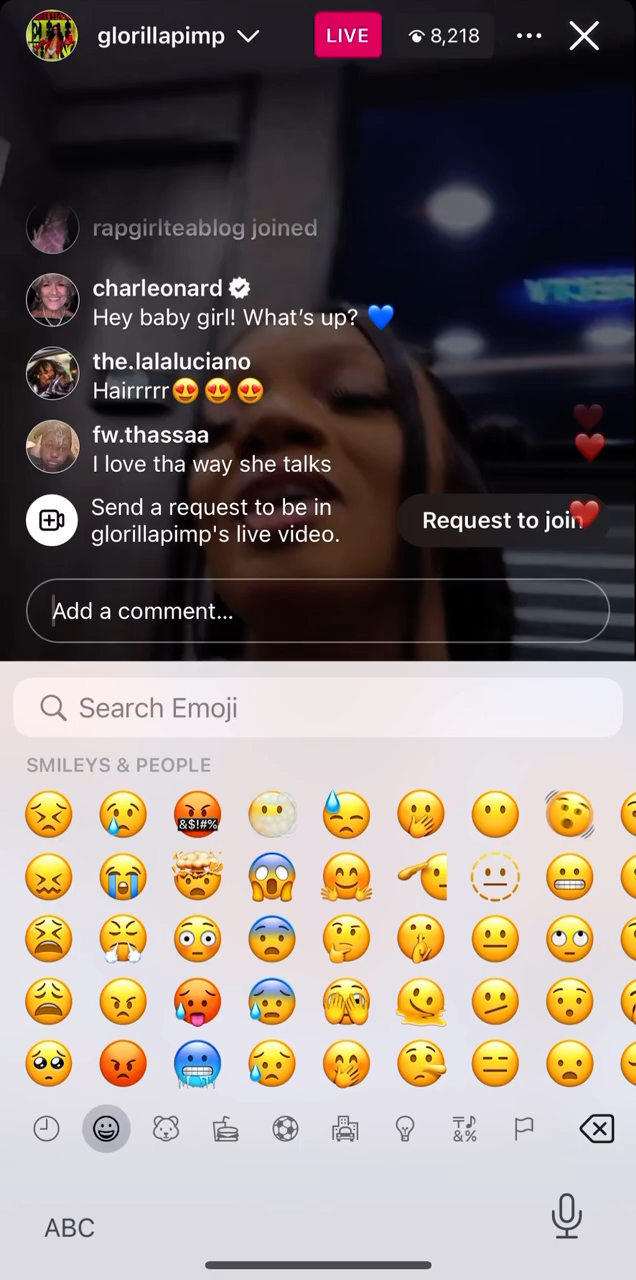 glorillapimp
LIVE
8,218
rapgirlteablog joined
charleonard
Hey baby girl! What's up? 💙
the.lalaluciano
Hairrrrr😍 😍 😍
fw.thassaa
I love tha way she talks
Send a request to be in
glorillapimp's live video.
Request to join
Add a comment...
Search Emoji
SMILEYS & PEOPLE
&$!#%
&%
ABC